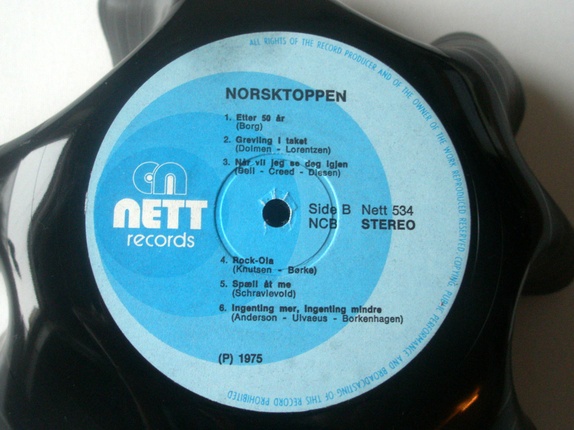 ALL RIGHTS OF THE RECORD PRODUCER AND OF THE OWNER OF THE WORK REPRODUCED RESERVED COPYING, PUBLIC PERFORMANCE AND BROADCASTING OF THIS RECORD PROHIBITED
NORSKTOPPEN
1. Etter 50 år
(Borg)
2. Grevling i taket
(Dolmen - Lorentzen)
3. Når vil jeg se deg igjen
(Bell - Creed - Diesen)
NETT
records
Side B Nett 534
NCB STEREO
4. Rock-Ola
(Knutsen - Børke)
5. Spæll åt me
(Schravlevold)
6. Ingenting mer, ingenting mindre
(Anderson - Ulvaeus - Borkenhagen)
(P) 1975